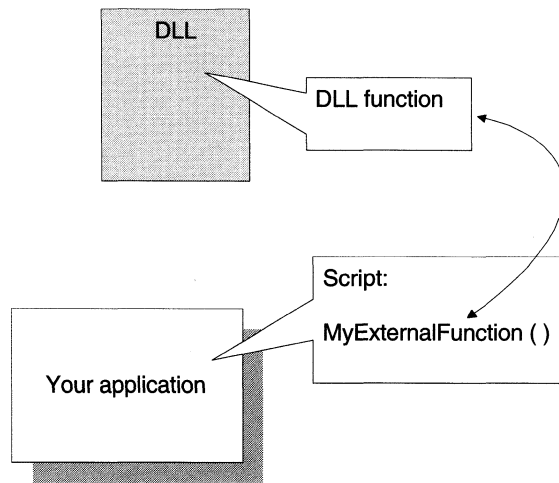 DLL
DLL function
Script:
MyExternalFunction ( )
Your application